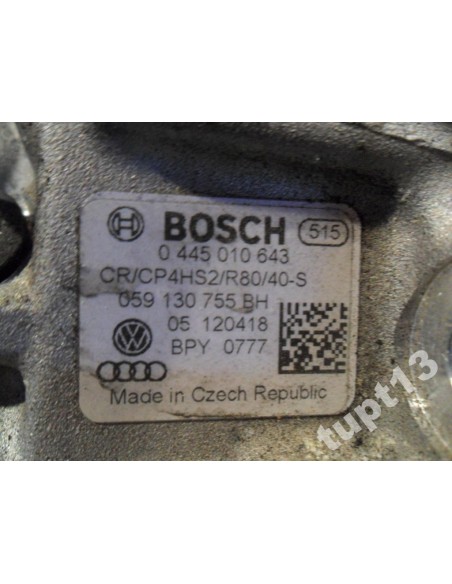 BOSCH 515
0 445 010 643
CR/CP4HS2/R80/40-S
059 130 755 BH
05 120418
BPY 0777
Made in Czech Republic
tupt13